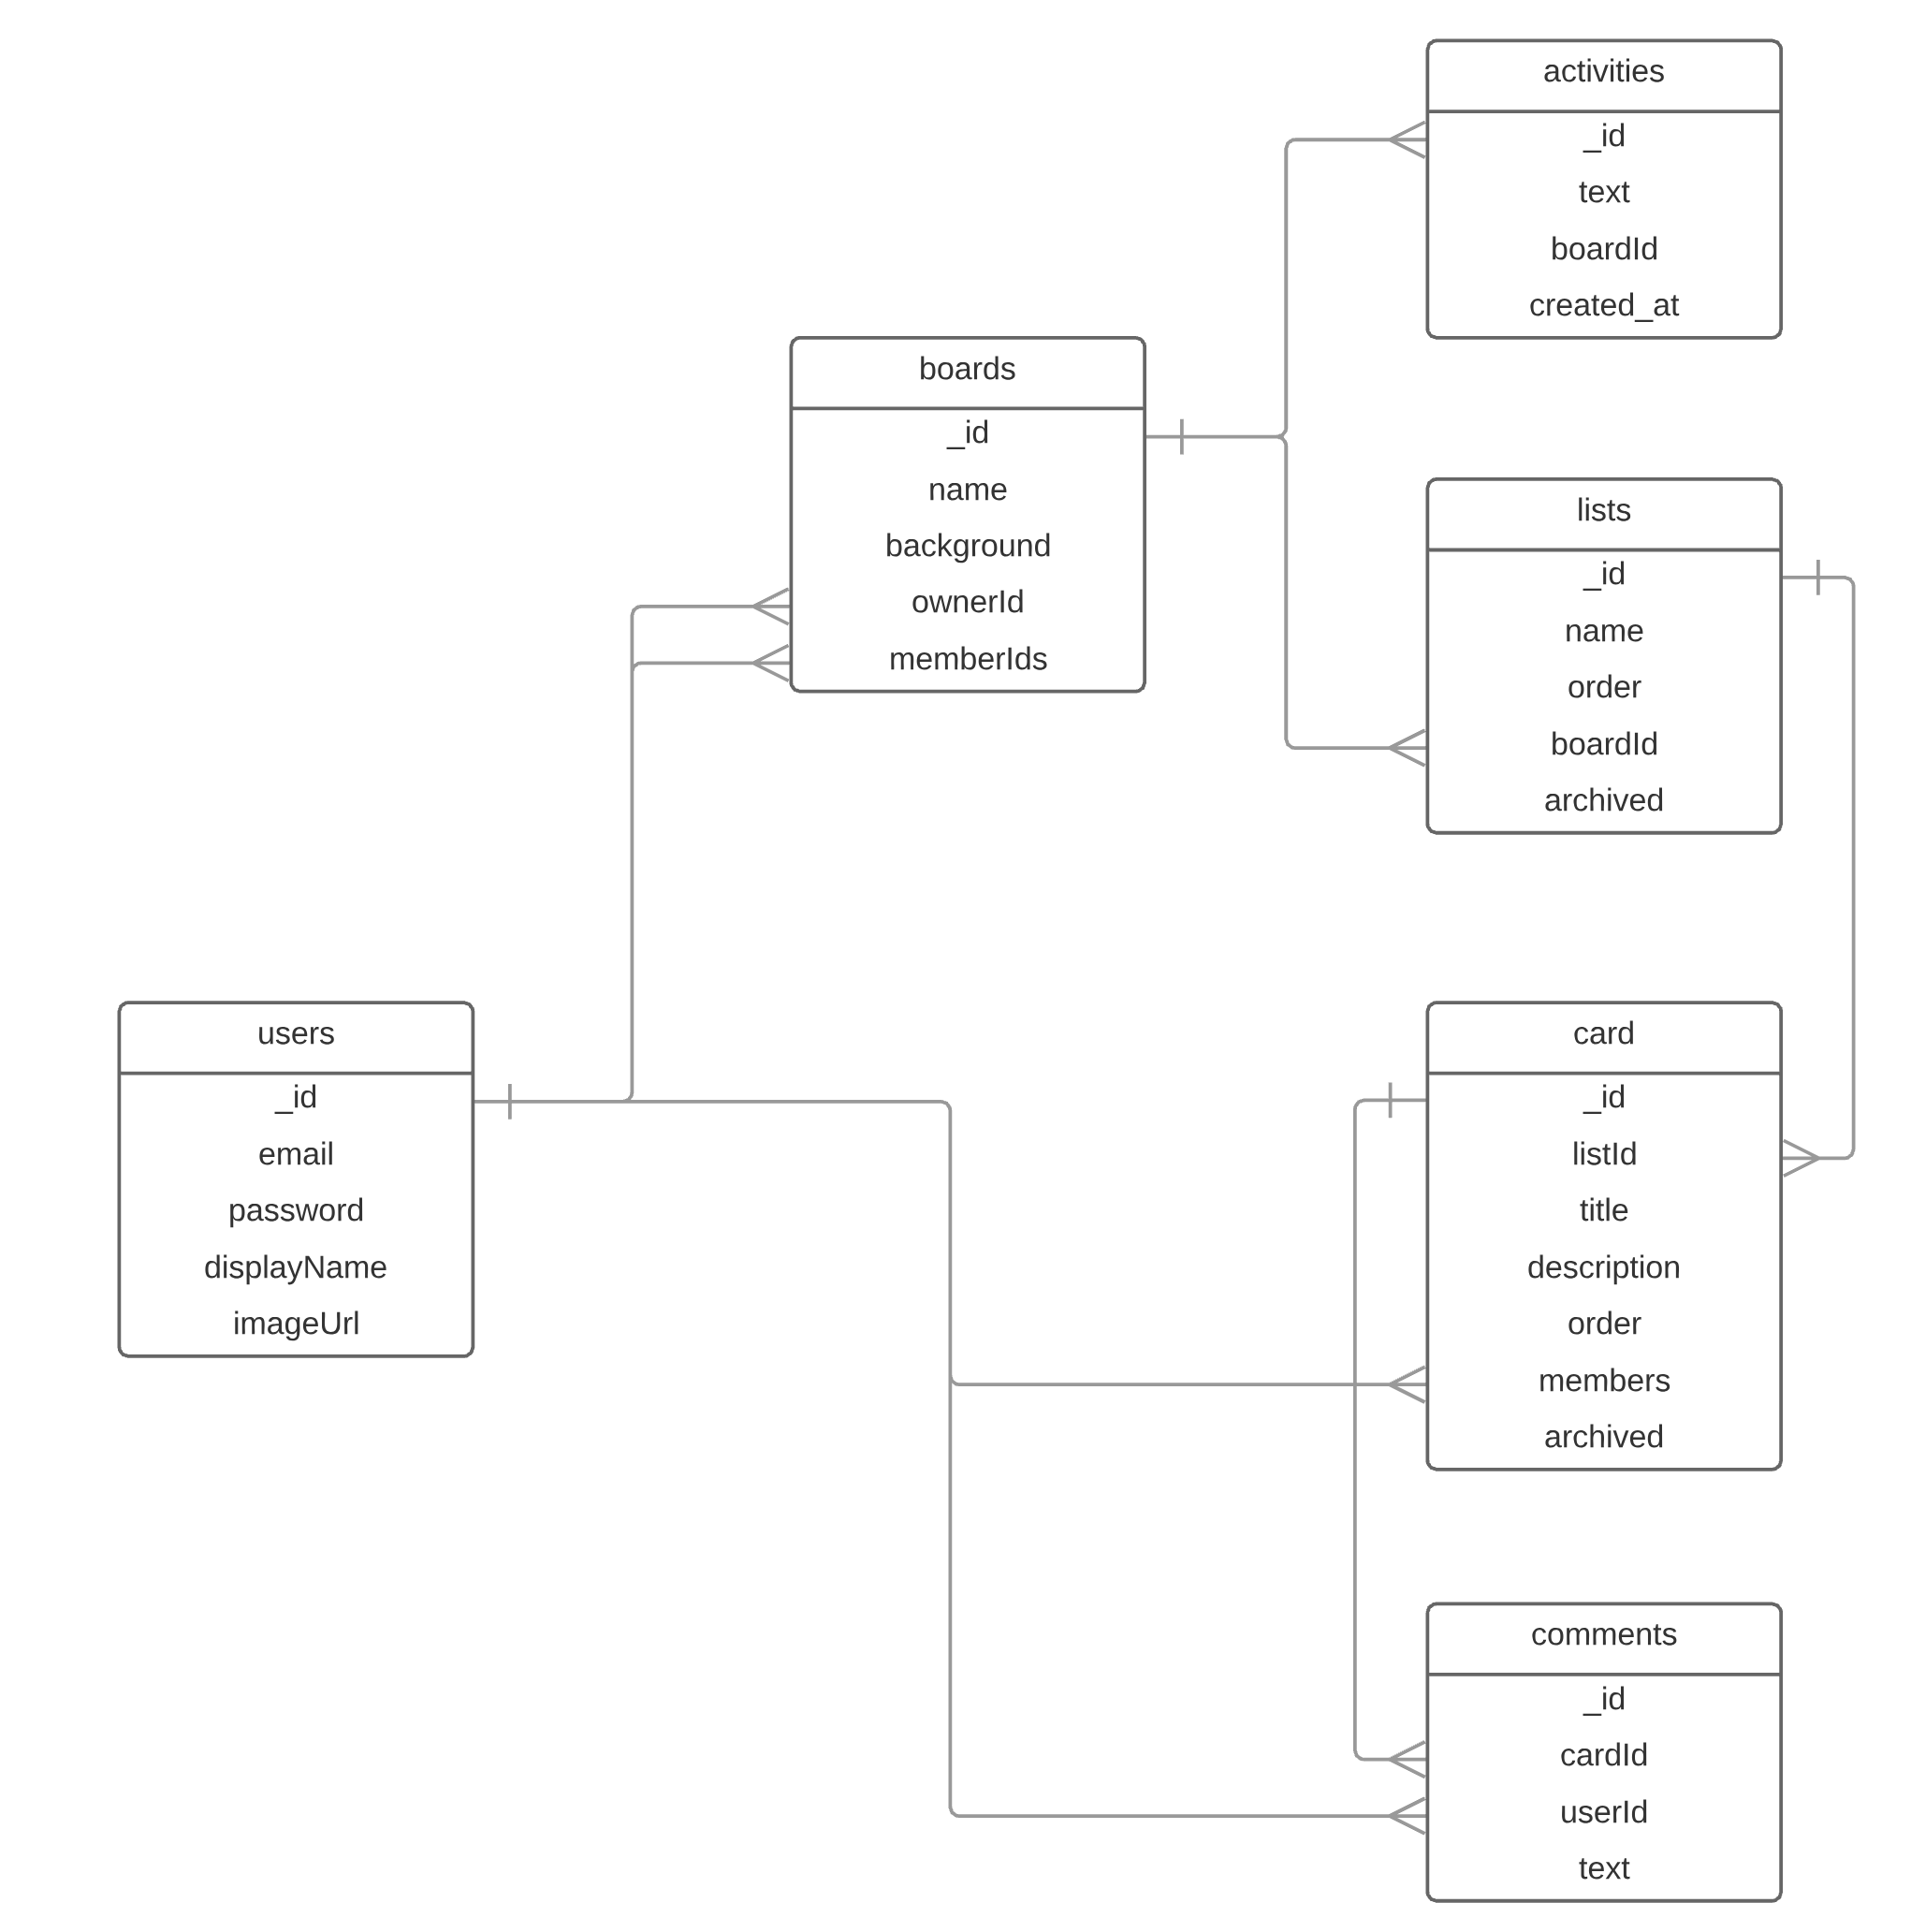 activities
_id
text
boardId
created_at
boards
_id
name
background
ownerId
memberIds
lists
_id
name
order
boardId
archived
users
_id
email
password
displayName
imageUrl
card
_id
listId
title
description
order
members
archived
comments
_id
cardId
userId
text